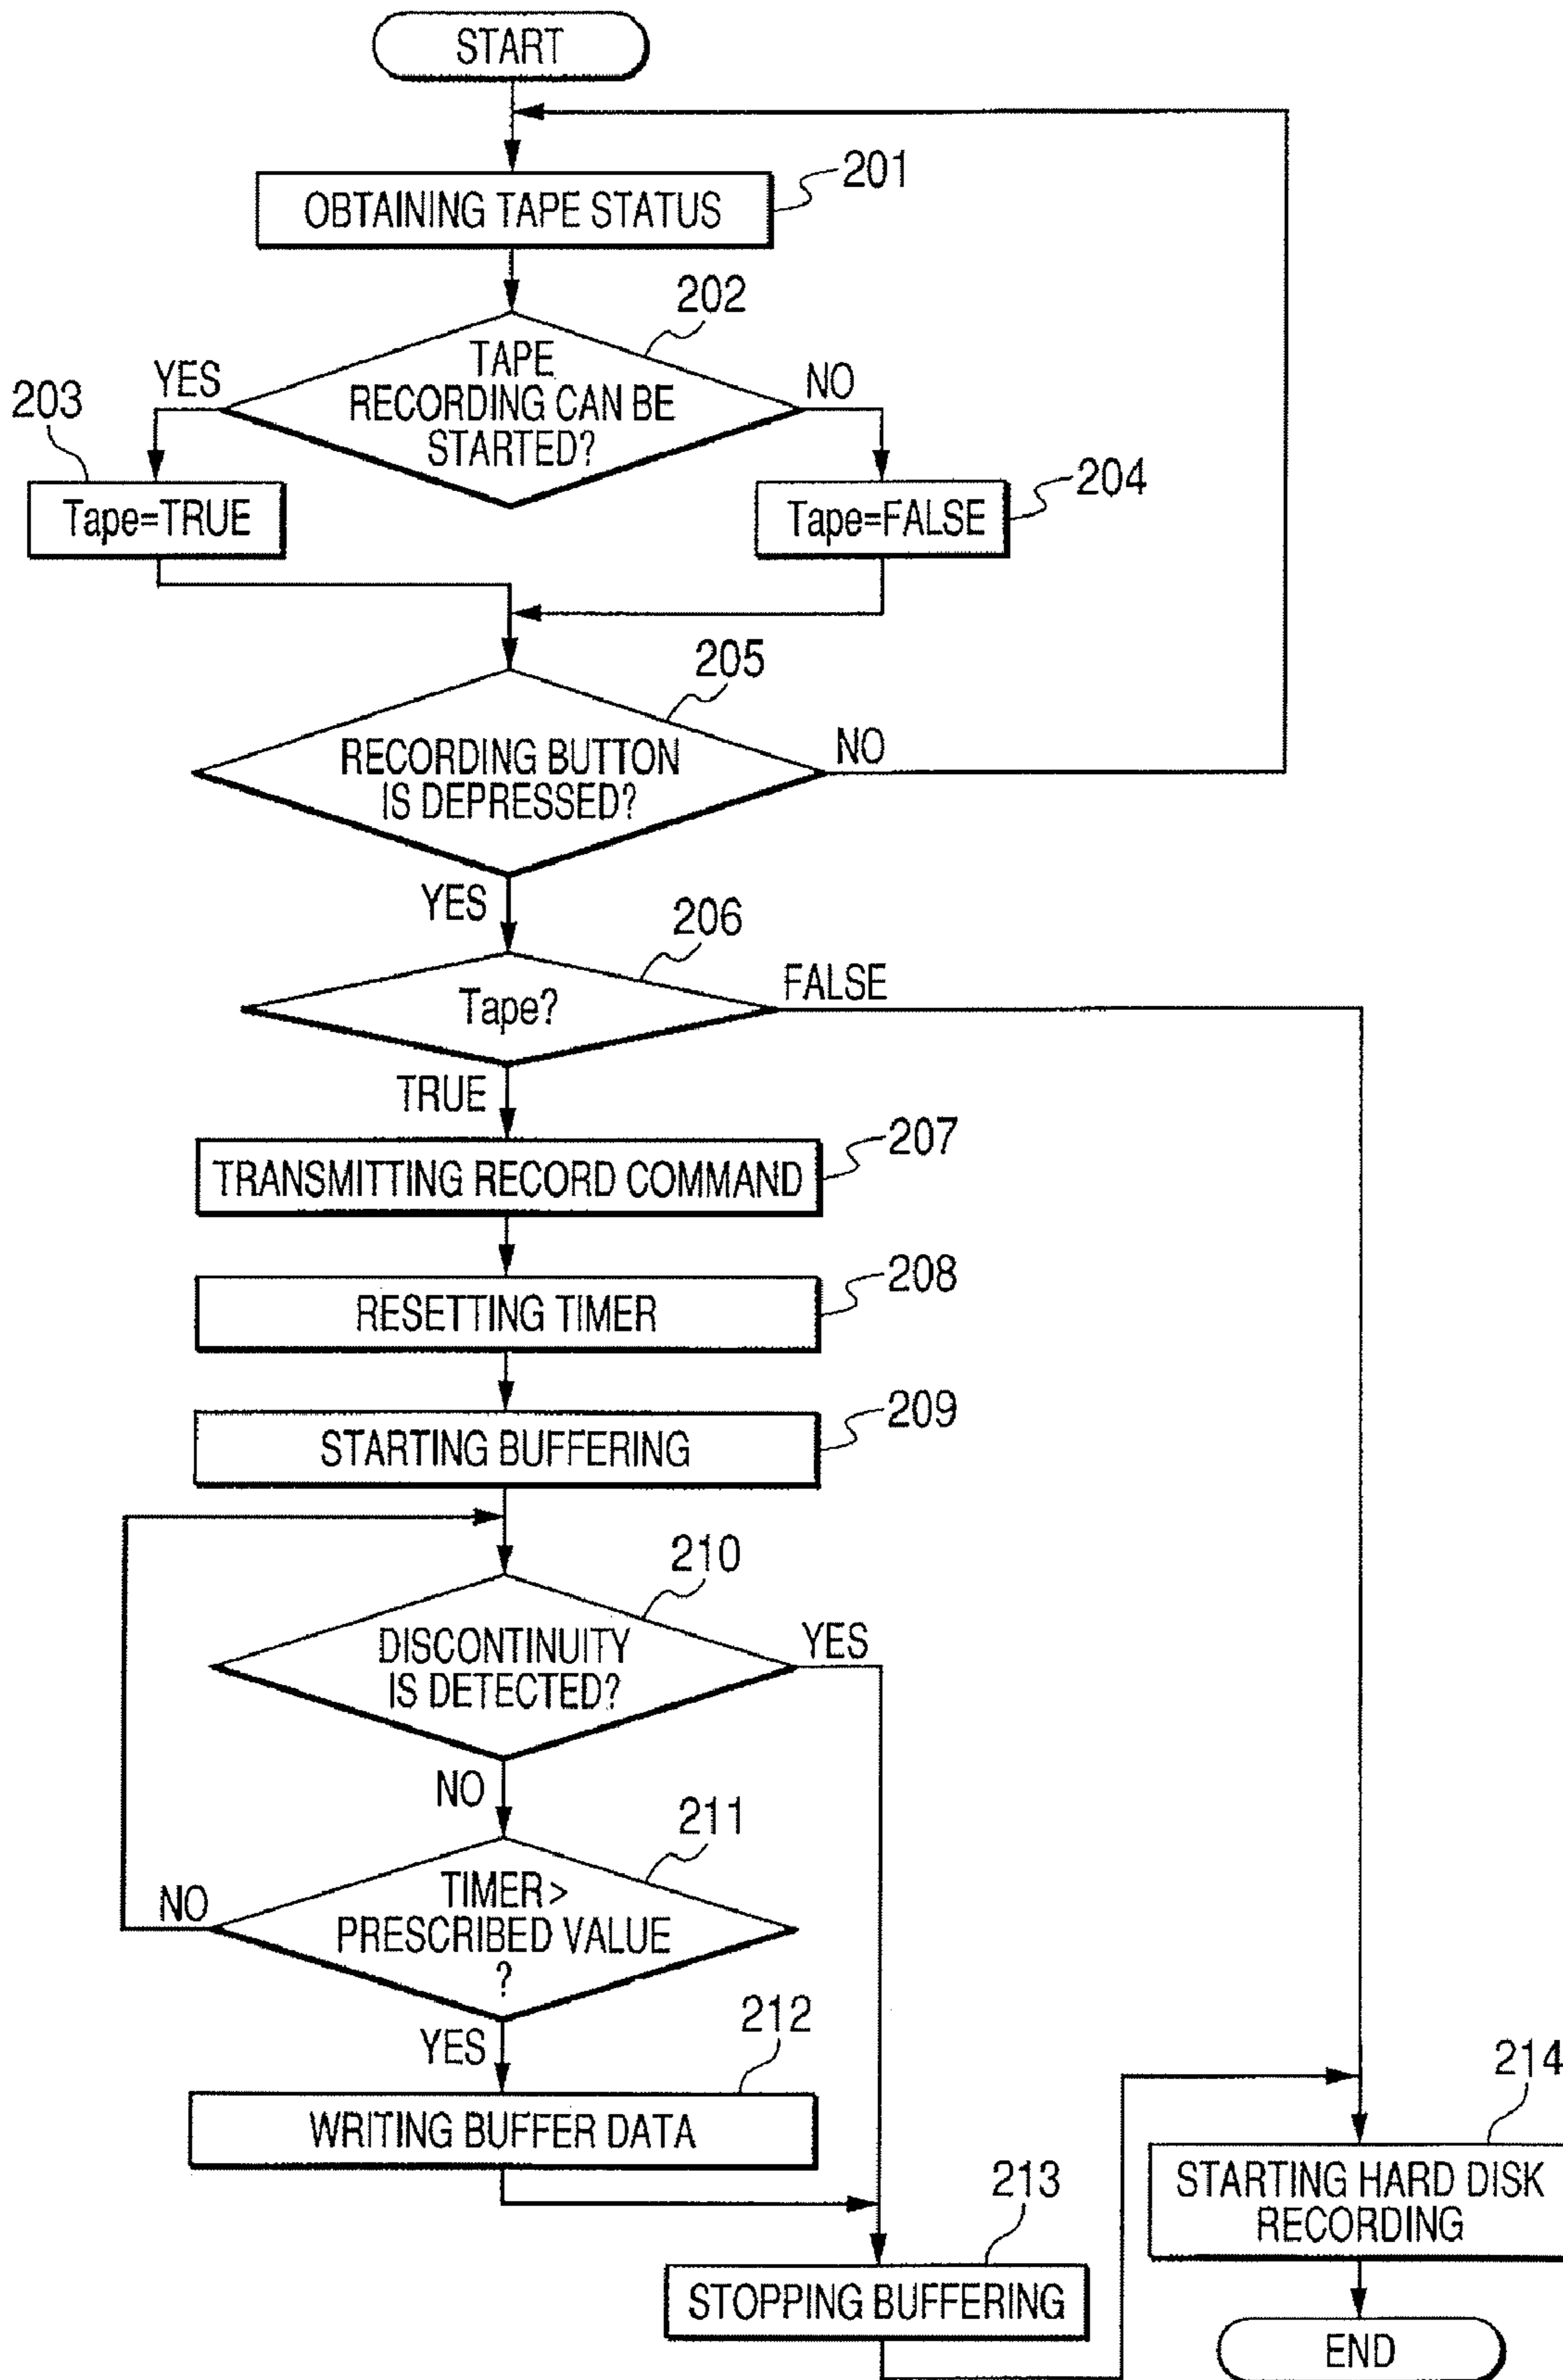 START
201
OBTAINING TAPE STATUS
202
TAPE
RECORDING CAN BE
STARTED?
YES
NO
203
Tape=TRUE
204
Tape=FALSE
205
RECORDING BUTTON
IS DEPRESSED?
NO
YES
206
Tape?
FALSE
TRUE
207
TRANSMITTING RECORD COMMAND
208
RESETTING TIMER
209
STARTING BUFFERING
210
DISCONTINUITY
IS DETECTED?
YES
NO
211
TIMER>
PRESCRIBED VALUE
?
NO
YES
212
WRITING BUFFER DATA
213
STOPPING BUFFERING
214
STARTING HARD DISK
RECORDING
END